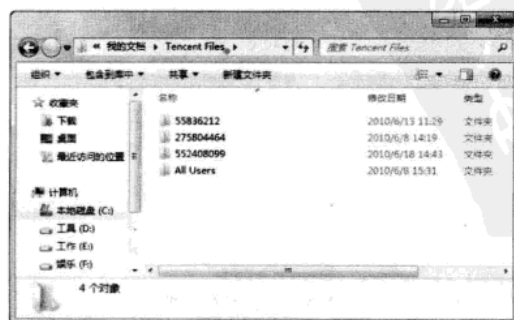 « 我的文档 ▸ Tencent Files ▸
搜索 Tencent Files
组织 ▾ 包含到库中 ▾ 共享 ▾ 新建文件夹
收藏夹
下载
桌面
最近访问的位置
计算机
本地磁盘 (C:)
工具 (D:)
工作 (E:)
娱乐 (F:)
名称 修改日期 类型
55836212 2010/6/13 11:29 文件夹
275804464 2010/6/8 14:19 文件夹
552408099 2010/6/18 14:43 文件夹
All Users 2010/6/8 15:31 文件夹
4 个对象